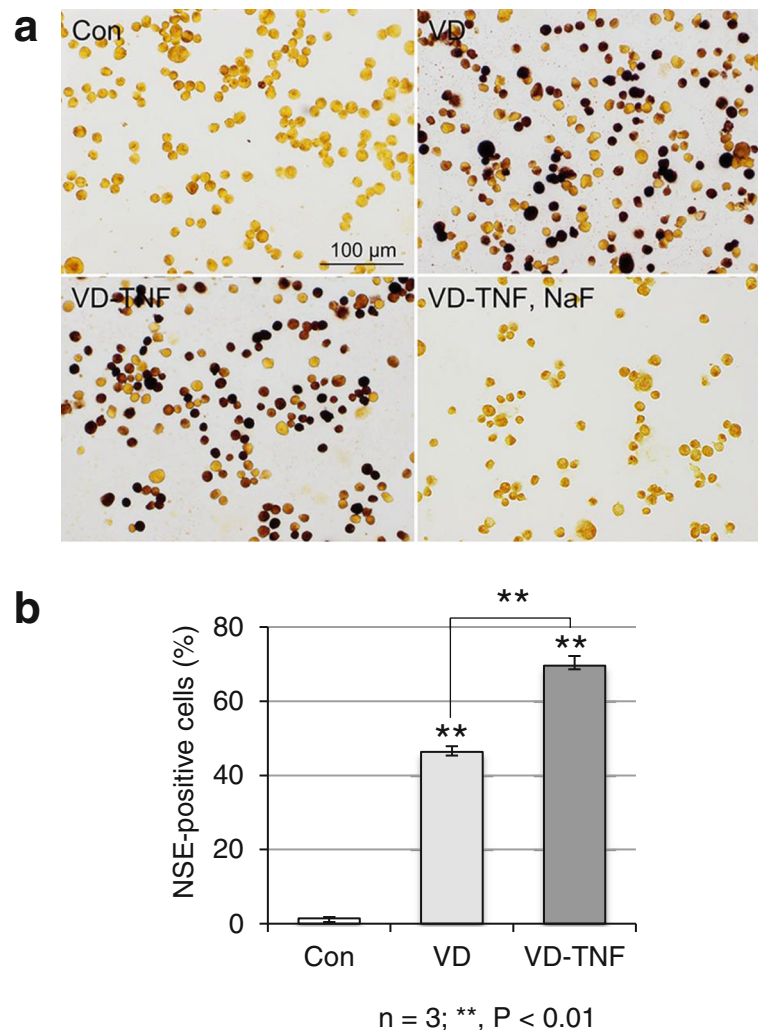 a
Con
VD
100 µm
VD-TNF
VD-TNF, NaF
b
**
**
**
NSE-positive cells (%)
80
60
40
20
0
Con VD VD-TNF
n = 3; **, P < 0.01